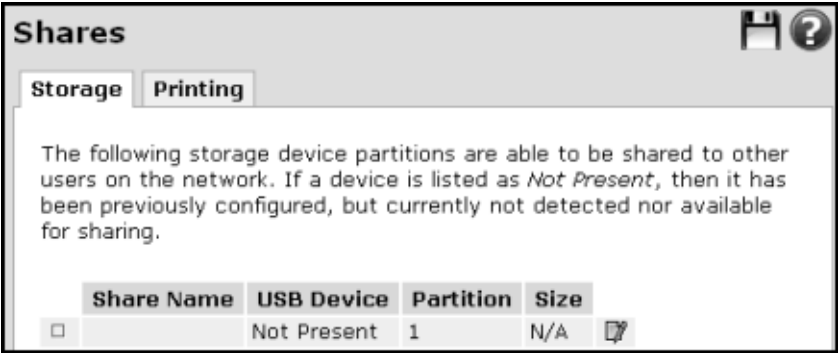 Shares
Storage Printing
The following storage device partitions are able to be shared to other
users on the network. If a device is listed as Not Present, then it has
been previously configured, but currently not detected nor available
for sharing.
Share Name USB Device Partition Size
Not Present 1 N/A